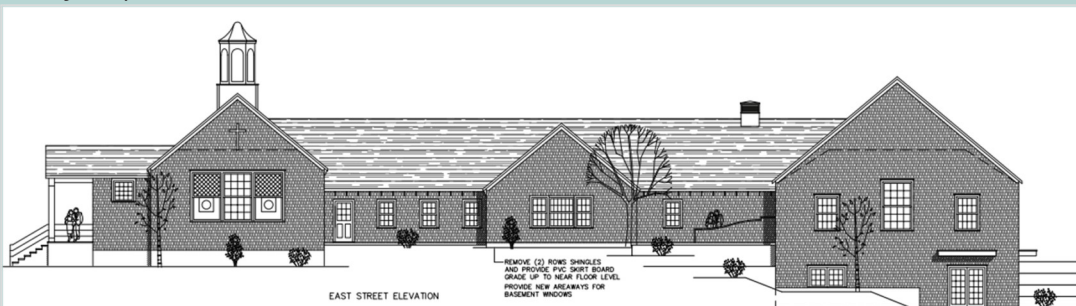 REMOVE (2) ROWS SHINGLES
AND PROVIDE PVC SKIRT BOARD
GRADE UP TO NEAR FLOOR LEVEL
PROVIDE NEW AREAWAYS FOR
BASEMENT WINDOWS
EAST STREET ELEVATION